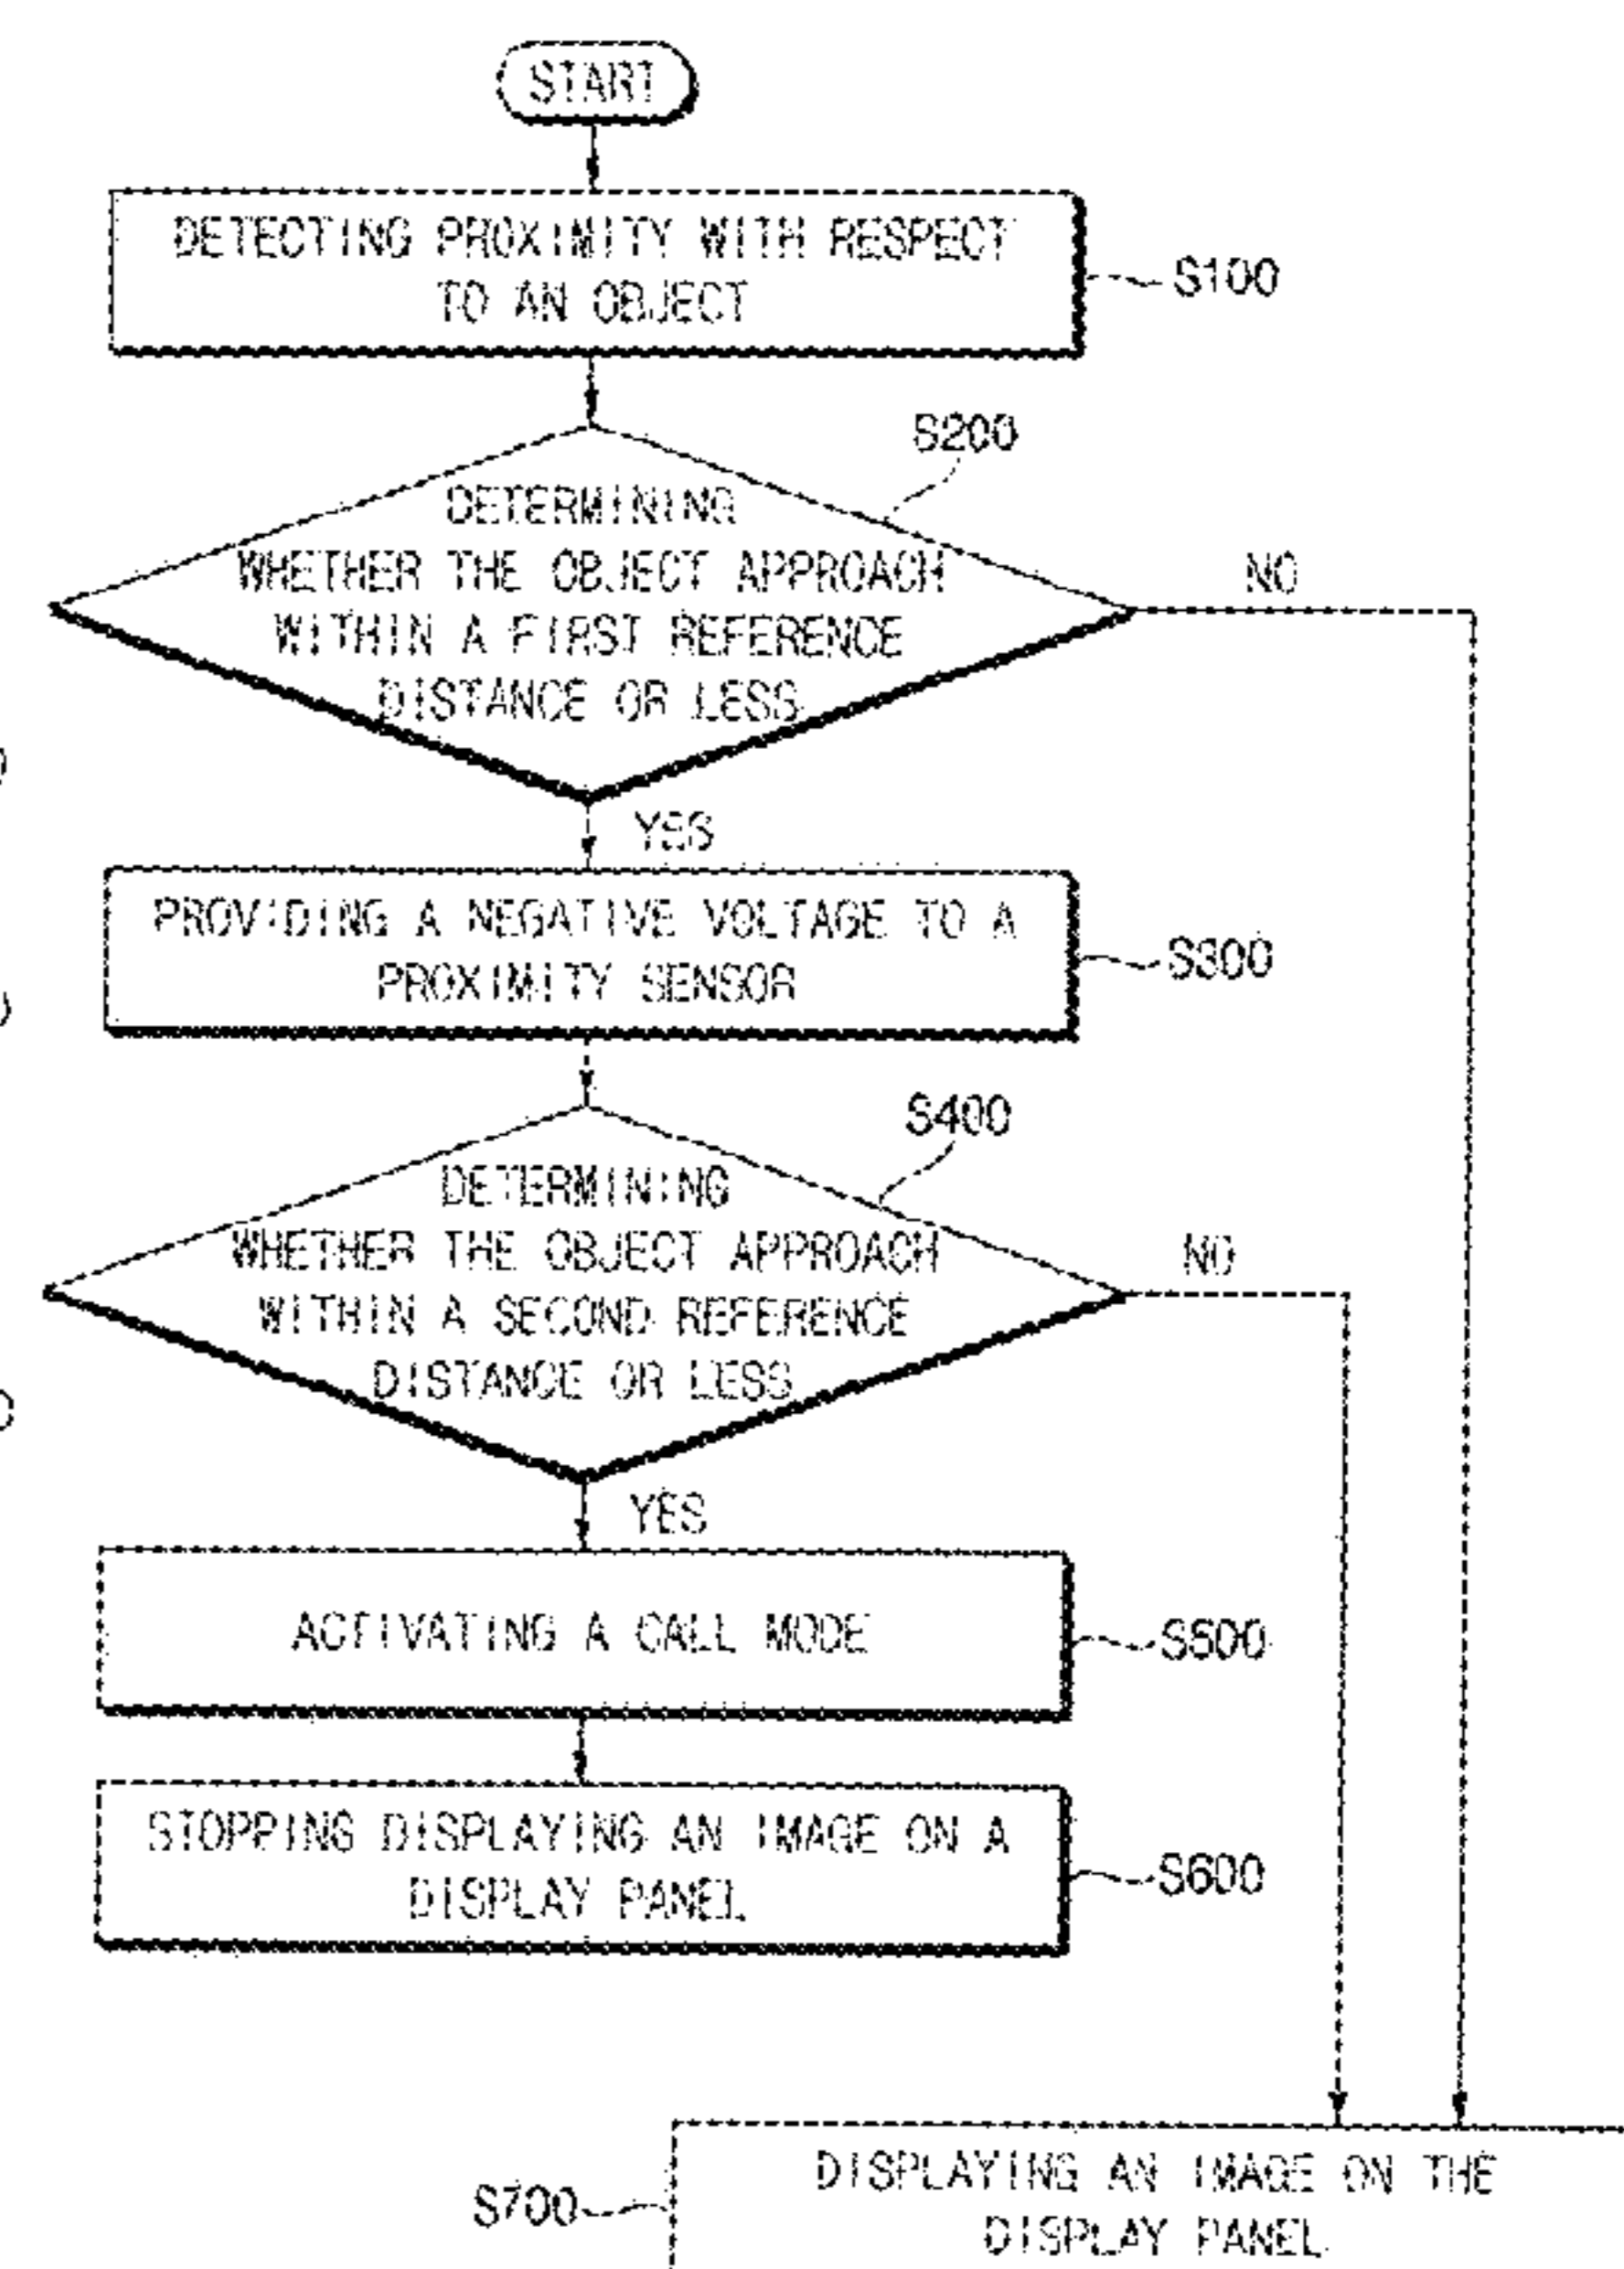 START
DETECTING PROXIMITY WITH RESPECT
TO AN OBJECT
S100
S200
DETERMINING
WHETHER THE OBJECT APPROACH
WITHIN A FIRST REFERENCE
DISTANCE OR LESS
NO
YES
PROVIDING A NEGATIVE VOLTAGE TO A
PROXIMITY SENSOR
S300
S400
DETERMINING
WHETHER THE OBJECT APPROACH
WITHIN A SECOND REFERENCE
DISTANCE OR LESS
NO
YES
ACTIVATING A CALL MODE
S500
STOPPING DISPLAYING AN IMAGE ON A
DISPLAY PANEL
S600
S700
DISPLAYING AN IMAGE ON THE
DISPLAY PANEL